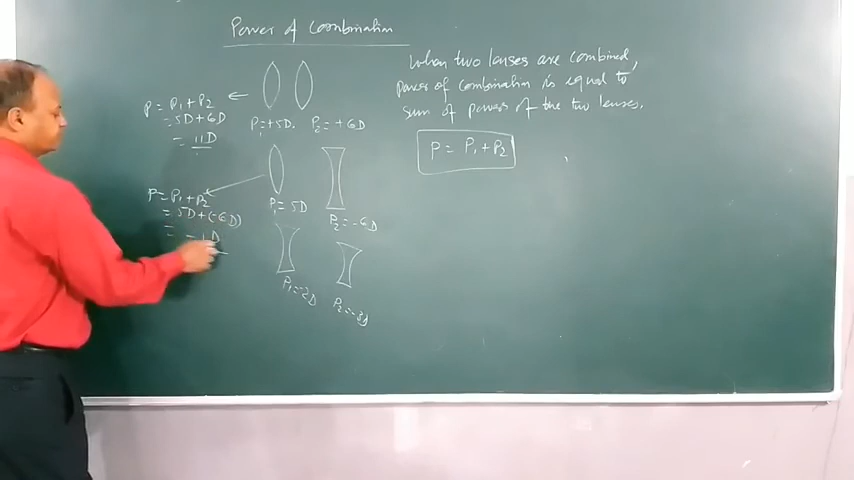 Power of Combination
When two lenses are combined,
power of combination is equal to
sum of powers of the two lenses.
P = P₁ + P₂
P = P₁ + P₂
= 5D + 6D
= 11D
P₁ = +5D. P₂ = +6D
P = P₁ + P₂
= 5D + (-6D)
= -1D
P₁ = 5D
P₂ = -6D
P₁ = -2D
P₂ = -3D